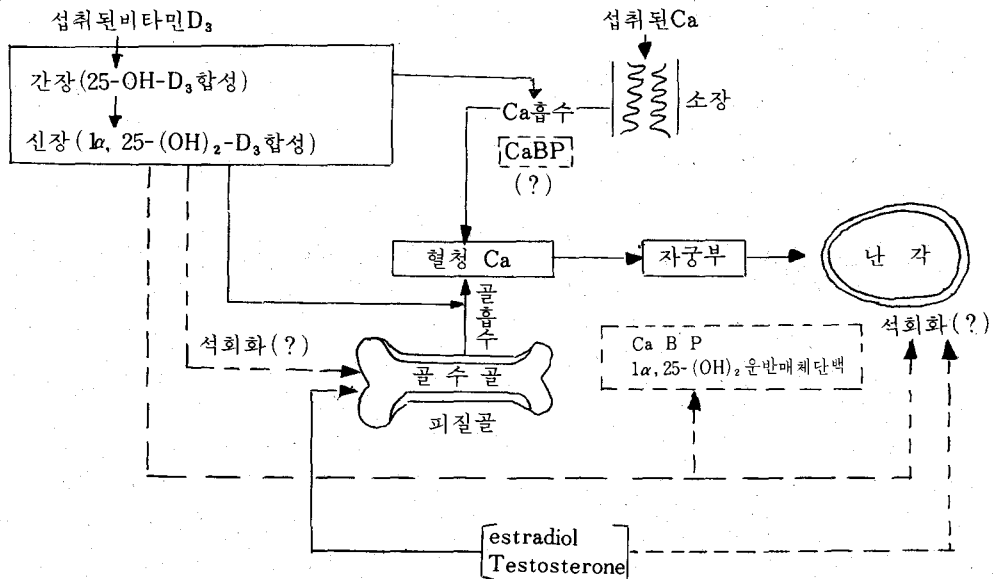 섭취된비타민D₃
섭취된Ca
간장(25-OH-D₃합성)
신장(1α, 25-(OH)₂-D₃합성)
Ca흡수
소장
CaBP
(?)
혈청 Ca
자궁부
난 각
골흡수
석회화(?)
석회화(?)
Ca B P
1α,25-(OH)₂운반매체단백
골 수 골
피질골
estradiol
Testosterone